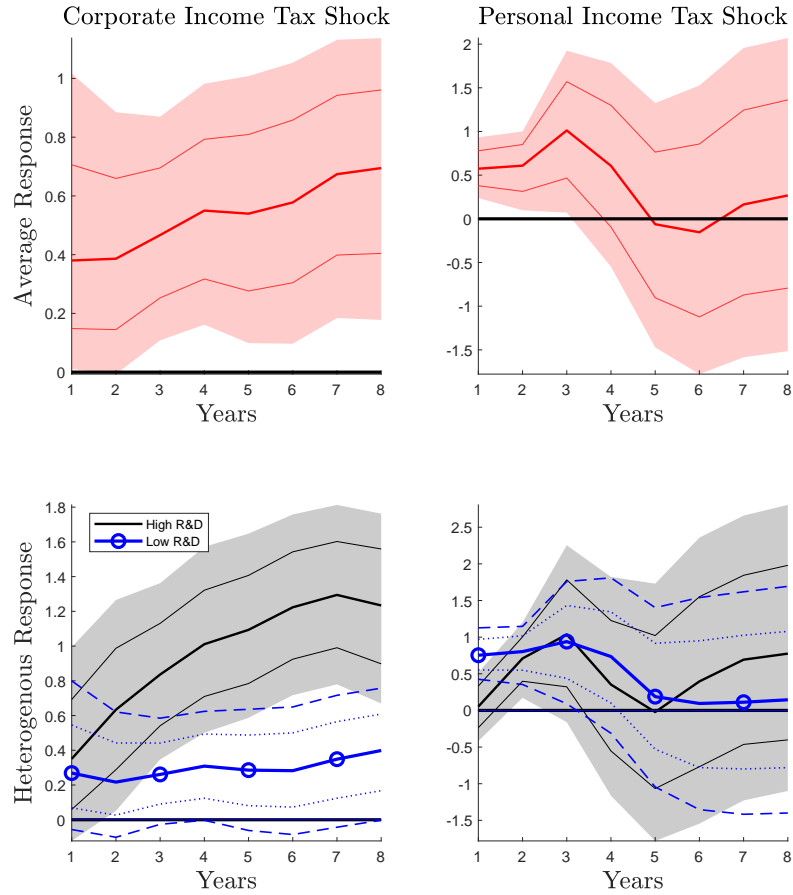 Corporate Income Tax Shock
Average Response
1
0.8
0.6
0.4
0.2
0
1 2 3 4 5 6 7 8
Years
Personal Income Tax Shock
2
1.5
1
0.5
0
-0.5
-1
-1.5
1 2 3 4 5 6 7 8
Years
Heterogenous Response
1.8
1.6
1.4
1.2
1
0.8
0.6
0.4
0.2
0
High R&D
Low R&D
1 2 3 4 5 6 7 8
Years
2.5
2
1.5
1
0.5
0
-0.5
-1
-1.5
1 2 3 4 5 6 7 8
Years